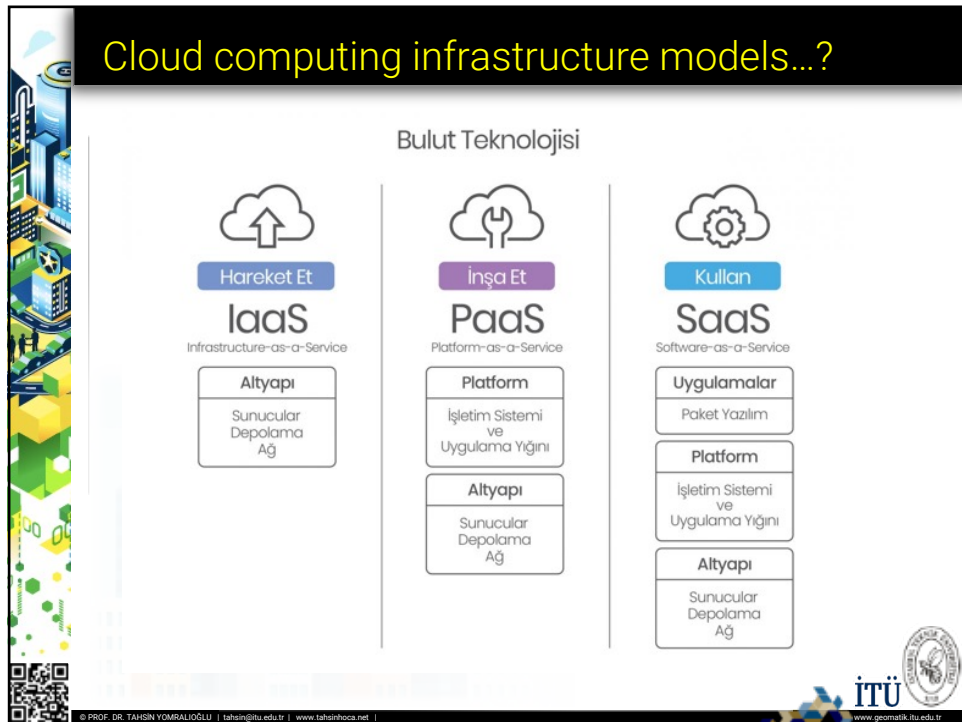 Cloud computing infrastructure models...?
Bulut Teknolojisi
Hareket Et
IaaS
Infrastructure-as-a-Service
Altyapı
Sunucular
Depolama
Ağ
İnşa Et
PaaS
Platform-as-a-Service
Platform
İşletim Sistemi
ve
Uygulama Yığını
Altyapı
Sunucular
Depolama
Ağ
Kullan
SaaS
Software-as-a-Service
Uygulamalar
Paket Yazılım
Platform
İşletim Sistemi
ve
Uygulama Yığını
Altyapı
Sunucular
Depolama
Ağ
İTÜ
© PROF. DR. TAHSİN YOMRALIOĞLU | tahsin@itu.edu.tr | www.tahsinhoca.net |
www.geomatik.itu.edu.tr